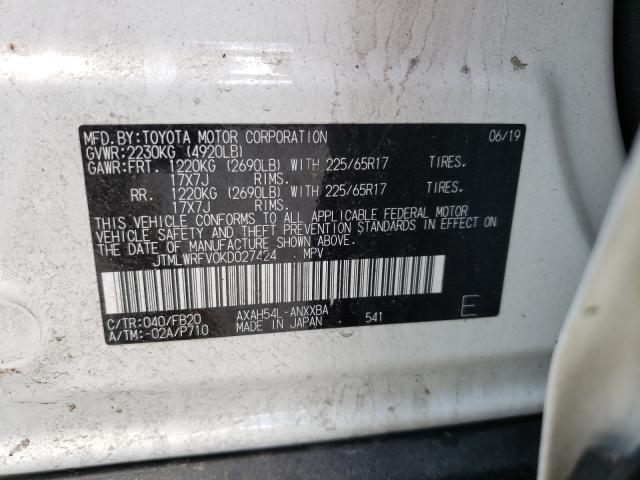 MFD.BY:TOYOTA MOTOR CORPORATION 06/19
GVWR:2230KG (4920LB)
GAWR:FRT. 1220KG (2690LB) WITH 225/65R17 TIRES.
17X7J RIMS.
RR. 1220KG (2690LB) WITH 225/65R17 TIRES.
17X7J RIMS.
THIS VEHICLE CONFORMS TO ALL APPLICABLE FEDERAL MOTOR
VEHICLE SAFETY AND THEFT PREVENTION STANDARDS IN EFFECT ON
THE DATE OF MANUFACTURE SHOWN ABOVE.
JTMLWRFV0KD027424 MPV
C/TR:040/FB20 AXAH54L-ANXXBA 541 E
A/TM:-02A/P710 MADE IN JAPAN